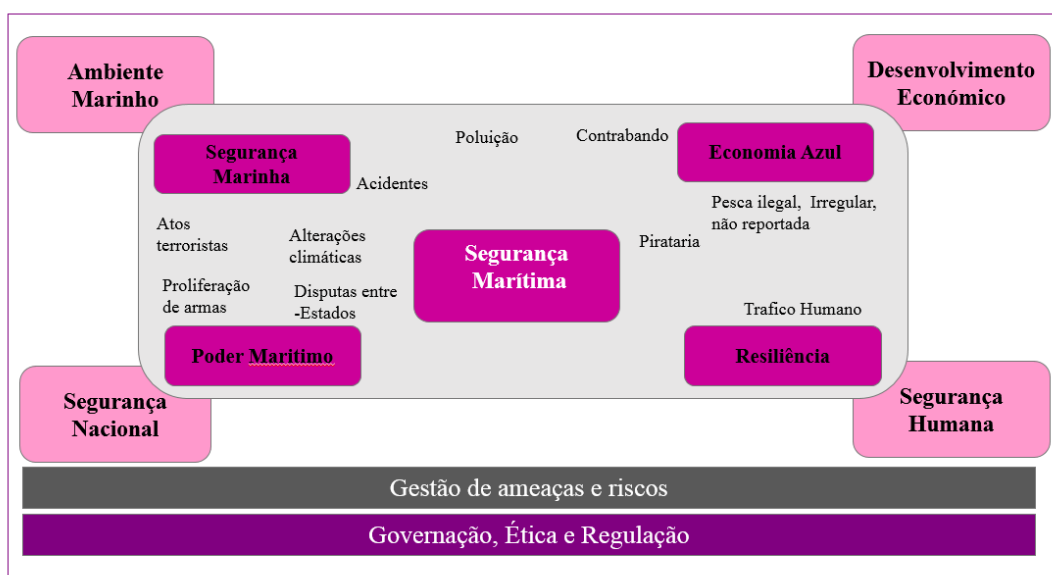 Ambiente
Marinho
Desenvolvimento
Económico
Segurança
Marinha
Poluição
Contrabando
Economia Azul
Acidentes
Pesca ilegal, Irregular,
não reportada
Atos
terroristas
Alterações
climáticas
Segurança
Marítima
Pirataria
Proliferação
de armas
Disputas entre
-Estados
Trafico Humano
Poder Maritimo
Resiliência
Segurança
Nacional
Segurança
Humana
Gestão de ameaças e riscos
Governação, Ética e Regulação